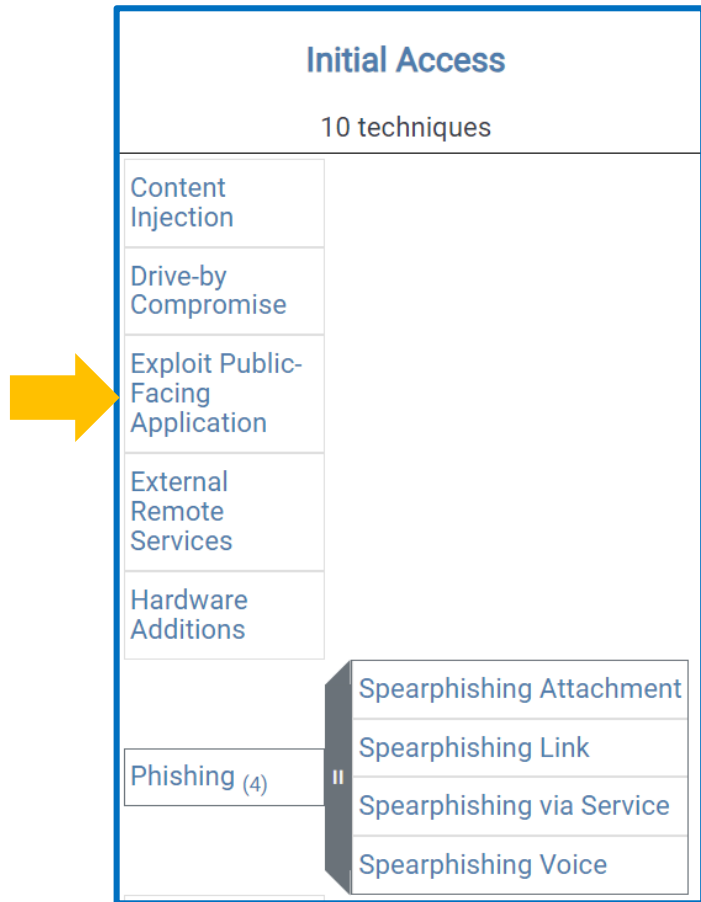 Initial Access
10 techniques
Content
Injection
Drive-by
Compromise
Exploit Public-
Facing
Application
External
Remote
Services
Hardware
Additions
Phishing (4)
II
Spearphishing Attachment
Spearphishing Link
Spearphishing via Service
Spearphishing Voice